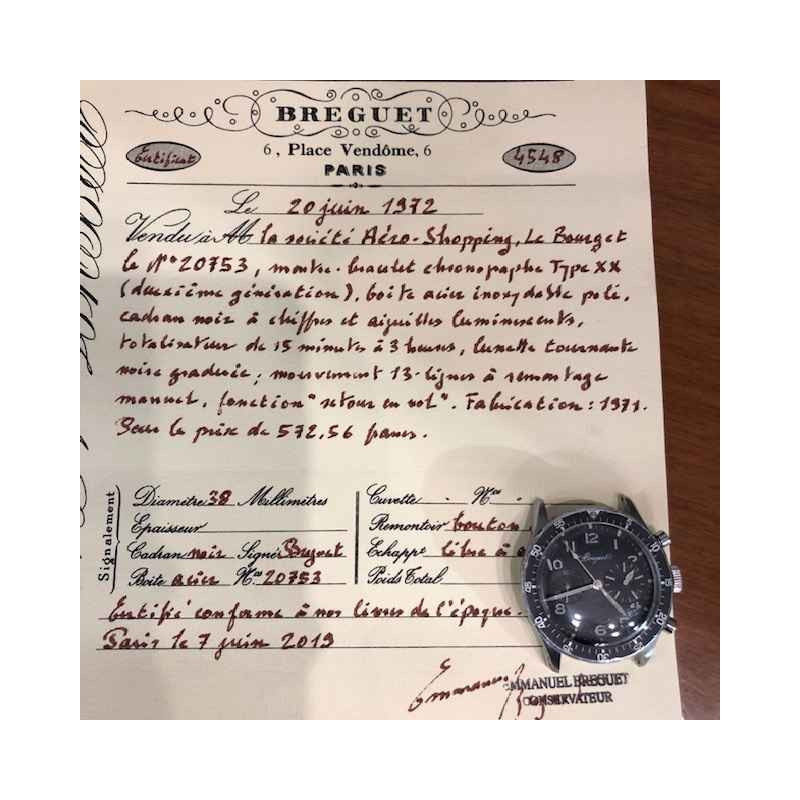 BREGUET
6, Place Vendôme, 6
PARIS
Certificat
4548
Le 20 juin 1972
Vendu à M la société Aéro-Shopping, Le Bourget
le N° 20753, montre-bracelet chronographe Type XX
(deuxième génération), boîte acier inoxydable poli,
cadran noir à chiffres et aiguilles luminescents,
totalisateur de 15 minutes à 3 heures, lunette tournante
noire graduée; mouvement 13-lignes à remontage
manuel, fonction "retour en vol". Fabrication: 1971.
Pour le prix de 572,56 francs.
Signalement
Diamètre 38 Millimètres
Epaisseur
Cadran noir Signé Breguet
Boîte acier Nos 20753
Cuvette - Nos -
Remontoir bouton
Echappt libre à
Poids Total
Certifié conforme à nos livres de l'époque.
Paris le 7 juin 2019
Emmanuel
EMMANUEL BREGUET
CONSERVATEUR
Breguet